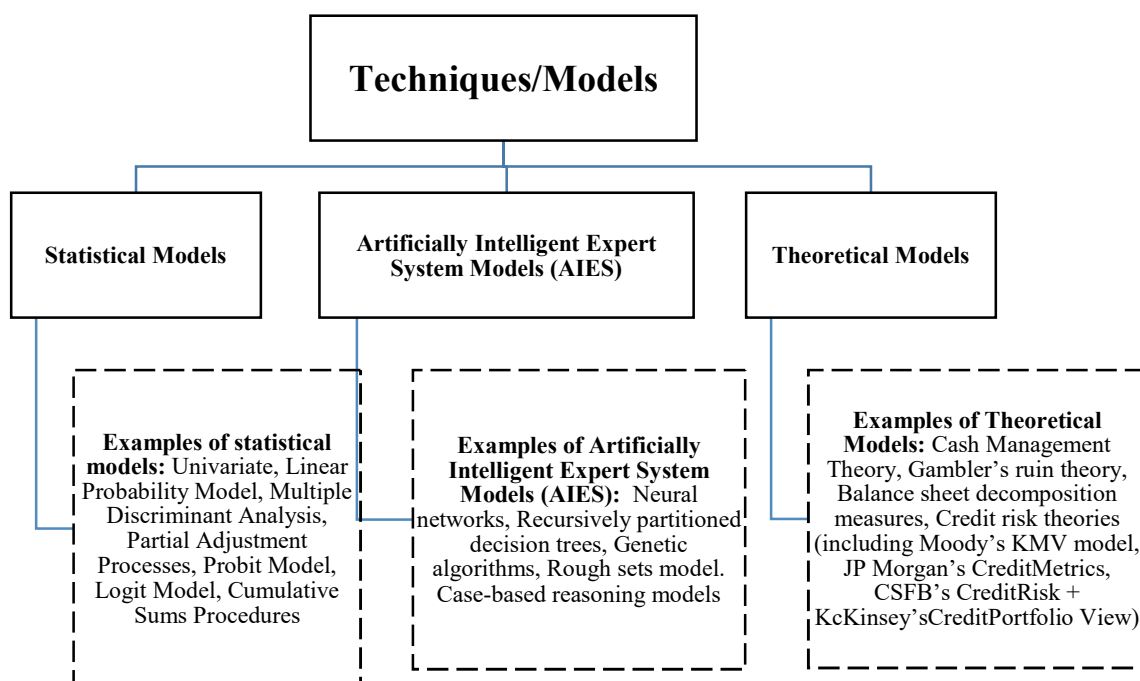 Techniques/Models
Statistical Models
Artificially Intelligent Expert
System Models (AIES)
Theoretical Models
Examples of statistical
models: Univariate, Linear
Probability Model, Multiple
Discriminant Analysis,
Partial Adjustment
Processes, Probit Model,
Logit Model, Cumulative
Sums Procedures
Examples of Artificially
Intelligent Expert System
Models (AIES): Neural
networks, Recursively partitioned
decision trees, Genetic
algorithms, Rough sets model.
Case-based reasoning models
Examples of Theoretical
Models: Cash Management
Theory, Gambler’s ruin theory,
Balance sheet decomposition
measures, Credit risk theories
(including Moody’s KMV model,
JP Morgan’s CreditMetrics,
CSFB’s CreditRisk +
KcKinsey’sCreditPortfolio View)